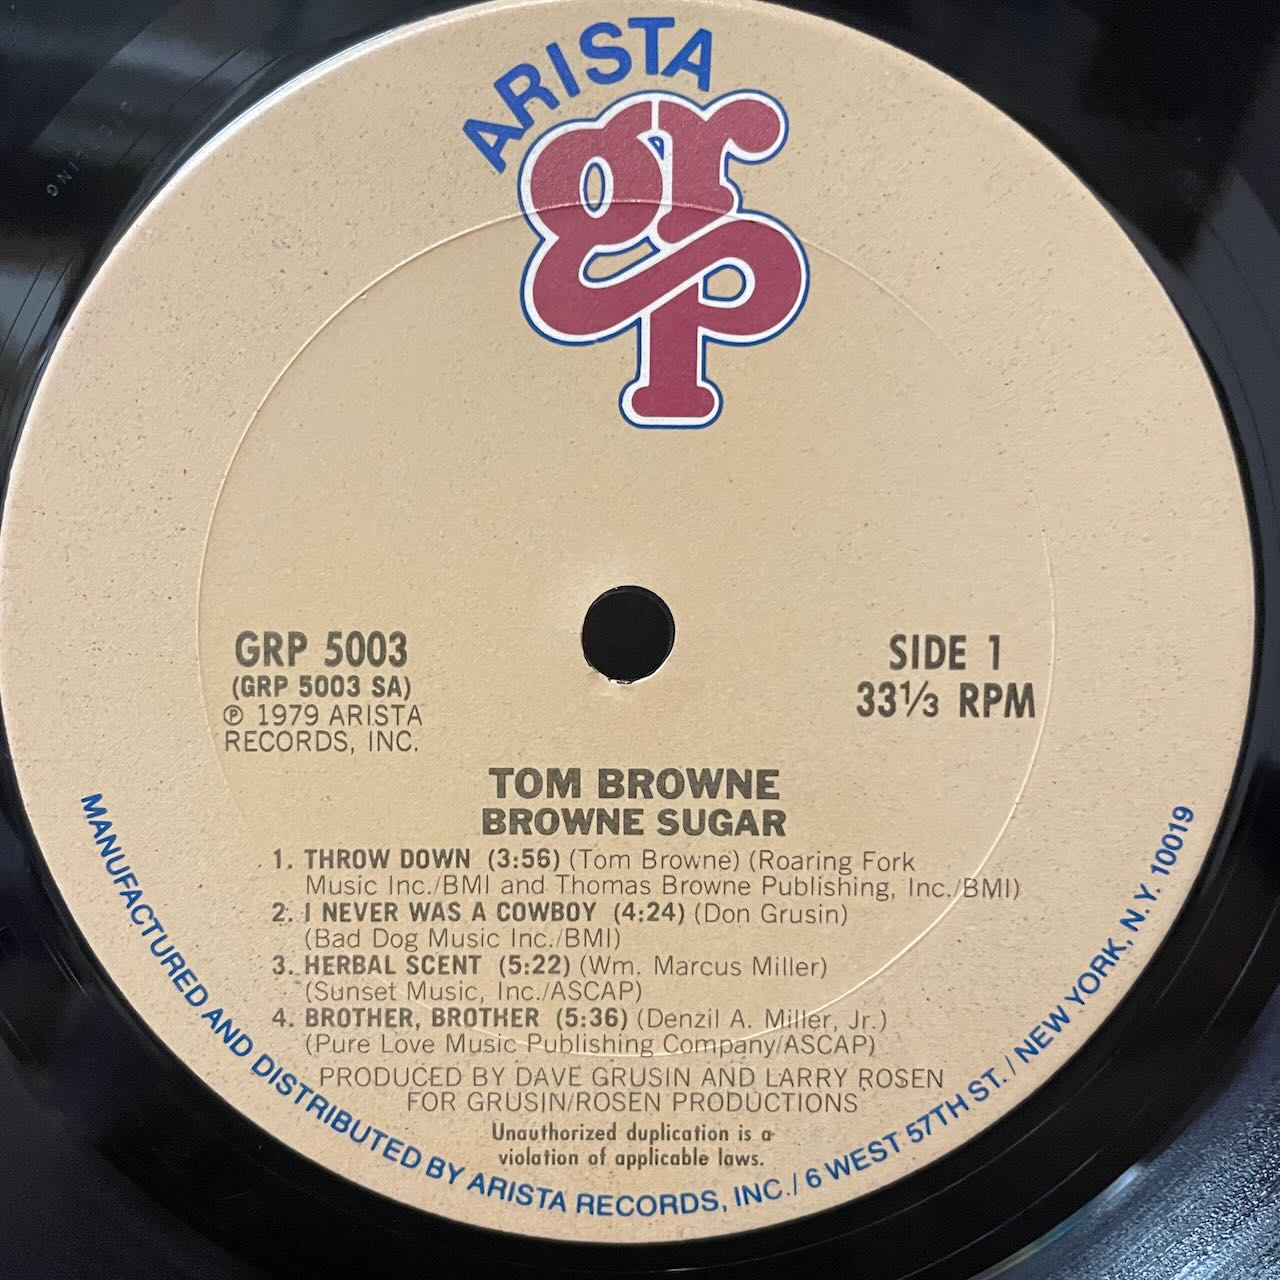 ARISTA
grp
GRP 5003
(GRP 5003 SA)
℗ 1979 ARISTA
RECORDS, INC.
SIDE 1
33⅓ RPM
TOM BROWNE
BROWNE SUGAR
1. THROW DOWN (3:56) (Tom Browne) (Roaring Fork
Music Inc./BMI and Thomas Browne Publishing, Inc./BMI)
2. I NEVER WAS A COWBOY (4:24) (Don Grusin)
(Bad Dog Music Inc./BMI)
3. HERBAL SCENT (5:22) (Wm. Marcus Miller)
(Sunset Music, Inc./ASCAP)
4. BROTHER, BROTHER (5:36) (Denzil A. Miller, Jr.)
(Pure Love Music Publishing Company/ASCAP)
PRODUCED BY DAVE GRUSIN AND LARRY ROSEN
FOR GRUSIN/ROSEN PRODUCTIONS
Unauthorized duplication is a
violation of applicable laws.
MANUFACTURED AND DISTRIBUTED BY ARISTA RECORDS, INC./ 6 WEST 57TH ST. / NEW YORK, N.Y. 10019